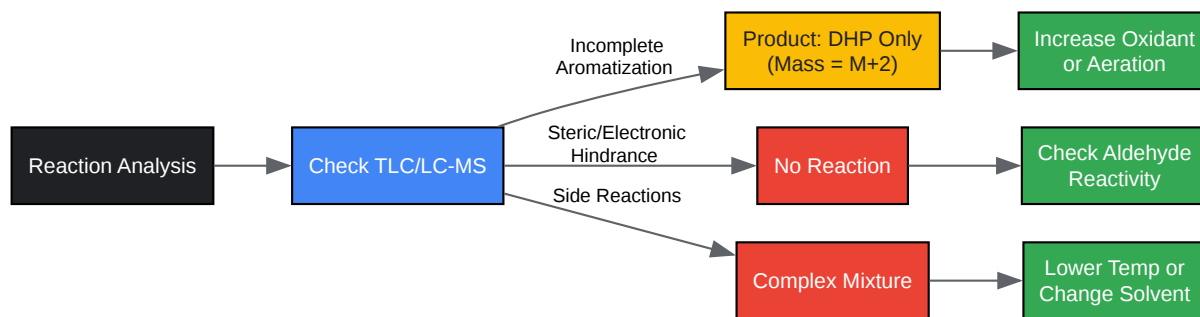 Reaction Analysis
Check TLC/LC-MS
Incomplete
Aromatization
Product: DHP Only
(Mass = M+2)
Increase Oxidant
or Aeration
Steric/Electronic
Hindrance
No Reaction
Check Aldehyde
Reactivity
Side Reactions
Complex Mixture
Lower Temp or
Change Solvent